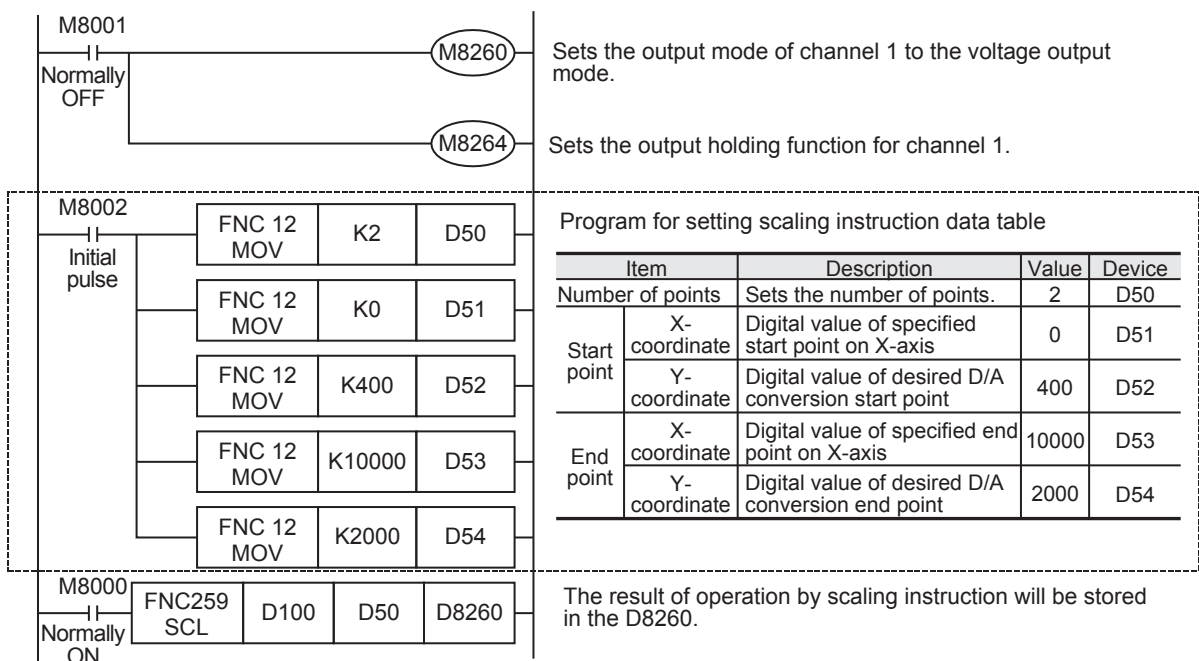 M8001
Normally
OFF
M8260
Sets the output mode of channel 1 to the voltage output
mode.
M8264
Sets the output holding function for channel 1.
M8002
Initial
pulse
FNC 12
MOV
K2
D50
FNC 12
MOV
K0
D51
FNC 12
MOV
K400
D52
FNC 12
MOV
K10000
D53
FNC 12
MOV
K2000
D54
Program for setting scaling instruction data table
Item Description Value Device
Number of points Sets the number of points. 2 D50
Start
point
X-
coordinate
Digital value of specified
start point on X-axis
0
D51
Y-
coordinate
Digital value of desired D/A
conversion start point
400
D52
End
point
X-
coordinate
Digital value of specified end
point on X-axis
10000
D53
Y-
coordinate
Digital value of desired D/A
conversion end point
2000
D54
M8000
Normally
ON
FNC259
SCL
D100
D50
D8260
The result of operation by scaling instruction will be stored
in the D8260.